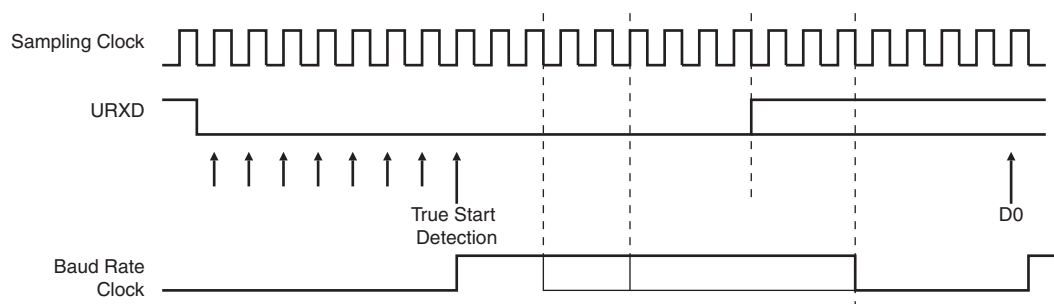 Sampling Clock
URXD
True Start
Detection
D0
Baud Rate
Clock